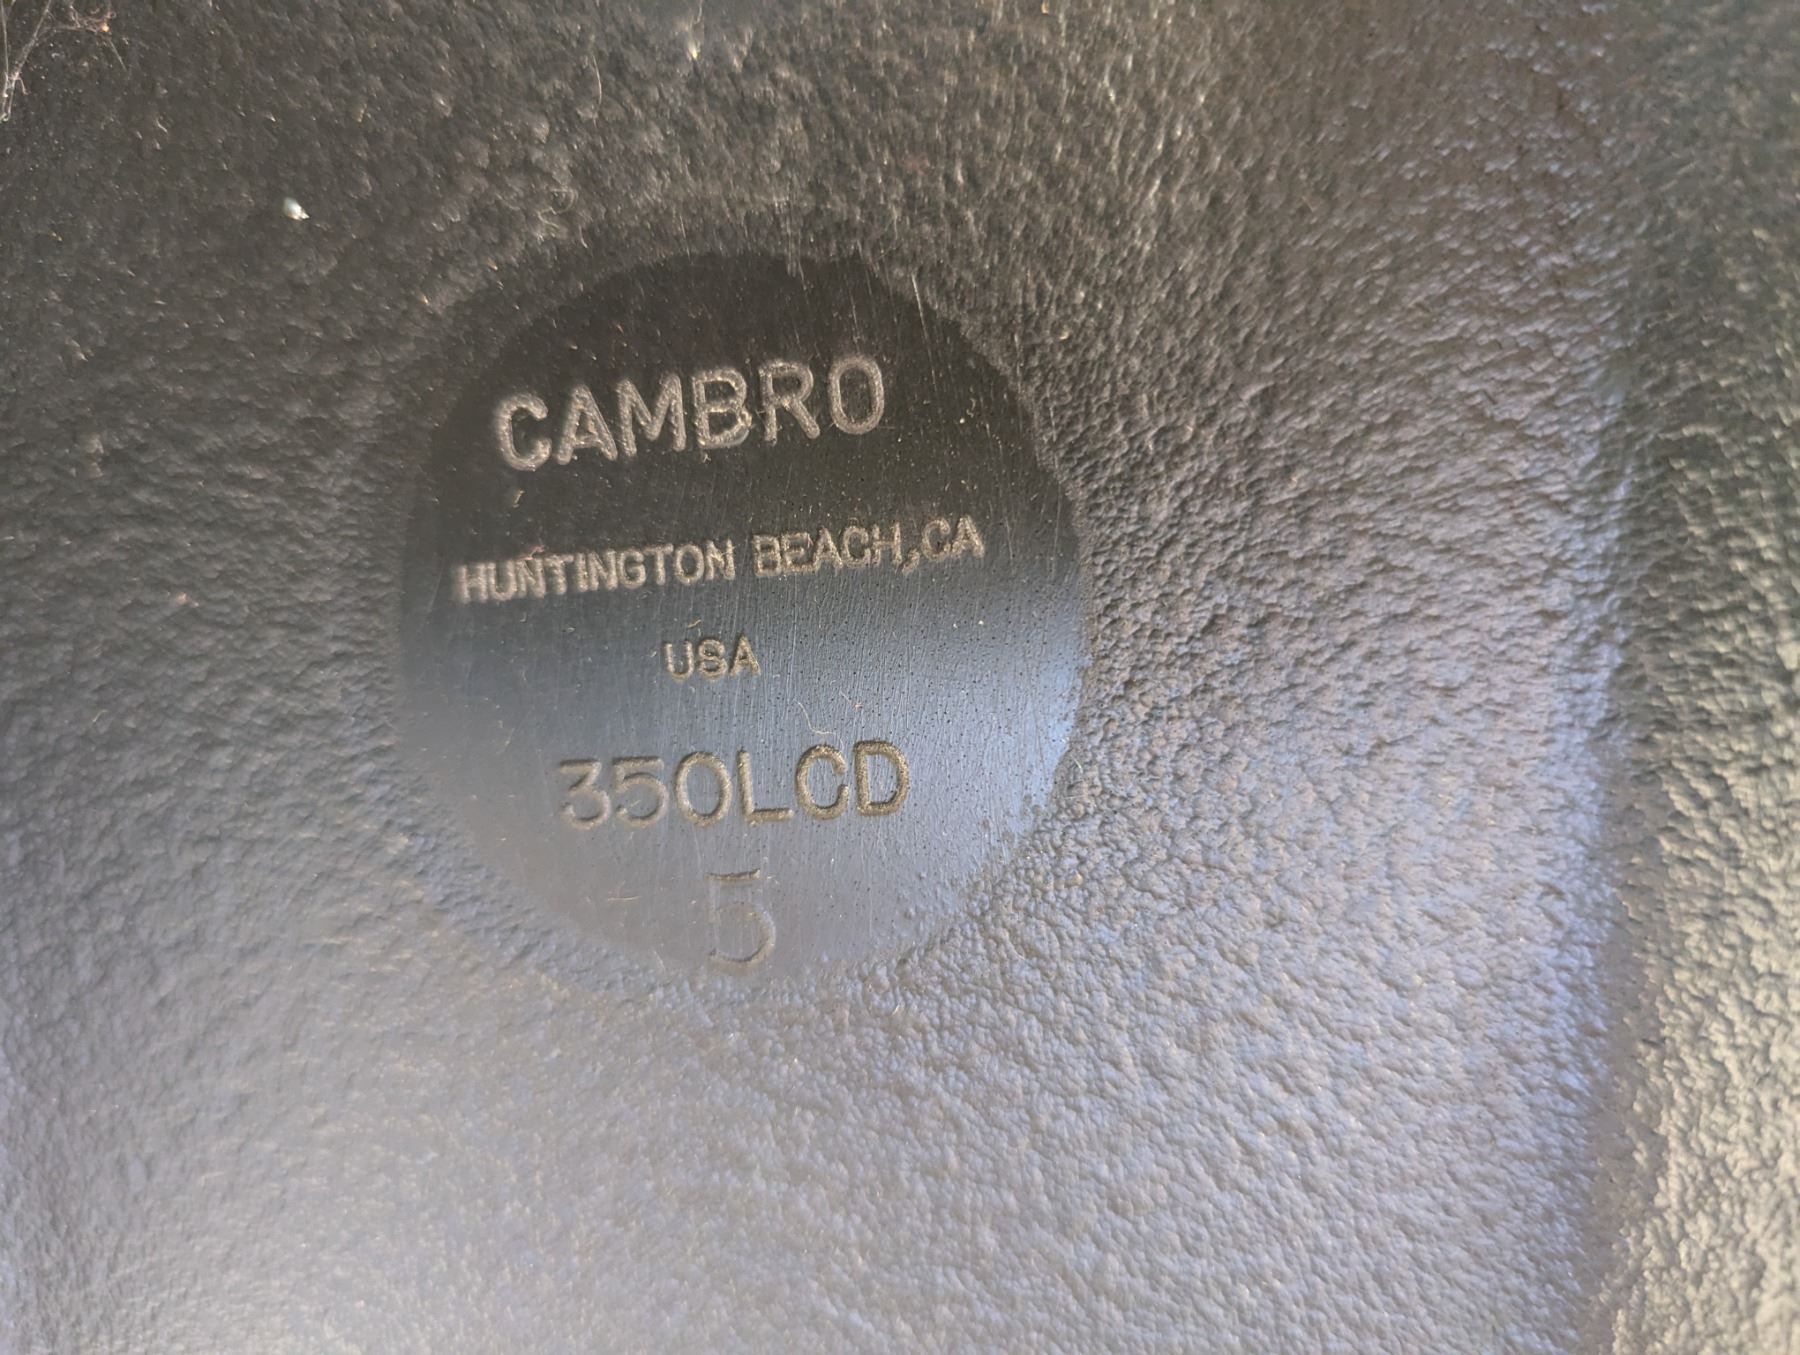 CAMBRO
HUNTINGTON BEACH,CA
USA
350LCD
5